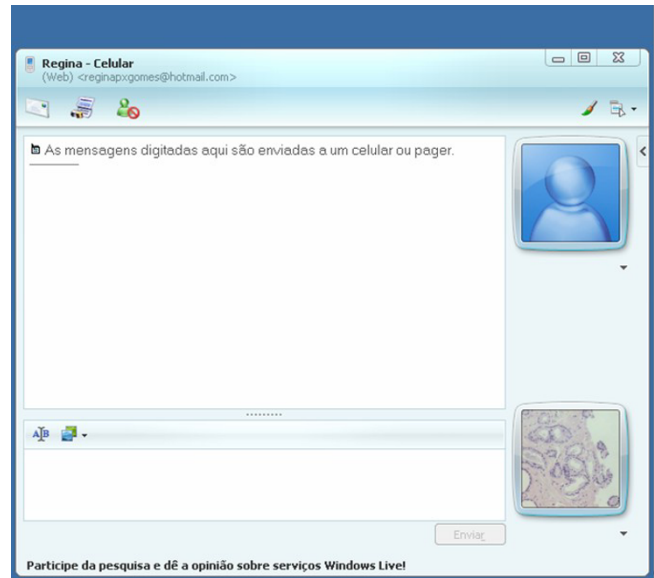 Regina - Celular
(Web) <reginapxgomes@hotmail.com>
As mensagens digitadas aqui são enviadas a um celular ou pager.
AB
Enviar
Participe da pesquisa e dê a opinião sobre serviços Windows Live!